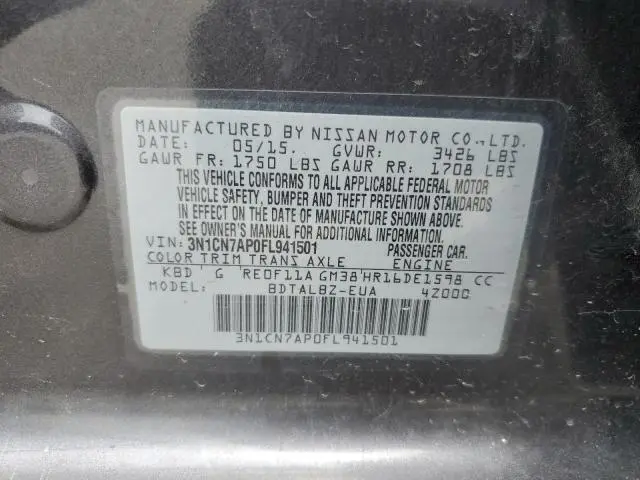 MANUFACTURED BY NISSAN MOTOR CO., LTD.
DATE: 05/15 GVWR: 3426 LBS
GAWR FR: 1750 LBS GAWR RR: 1708 LBS
THIS VEHICLE CONFORMS TO ALL APPLICABLE FEDERAL MOTOR
VEHICLE SAFETY, BUMPER AND THEFT PREVENTION STANDARDS
IN EFFECT ON THE DATE OF MANUFACTURE SHOWN ABOVE.
SEE OWNER'S MANUAL FOR ADDITIONAL INFORMATION.
VIN: 3N1CN7AP0FL941501 PASSENGER CAR.
COLOR TRIM TRANS AXLE ENGINE
KBD G RE0F11A GM38 HR16DE1598 CC
MODEL: BDTALBZ-EUA 4Z00C
3N1CN7AP0FL941501